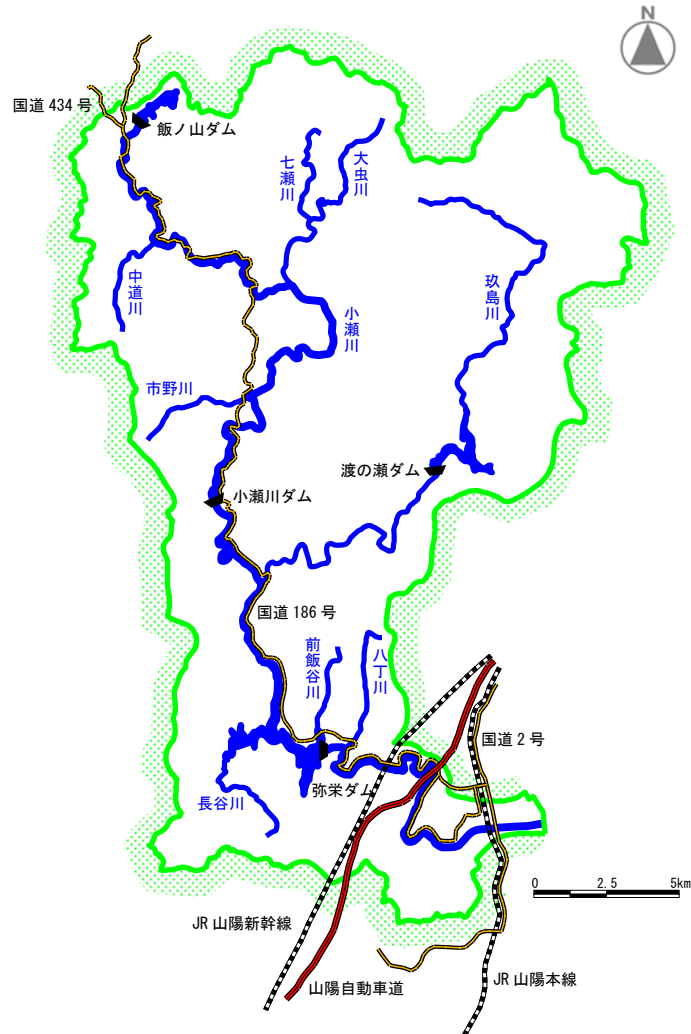 N
国道 434 号
飯ノ山ダム
七瀬川
大虫川
中道川
玖島川
小瀬川
市野川
渡の瀬ダム
小瀬川ダム
国道 186 号
前飯谷川
八丁川
国道 2 号
弥栄ダム
長谷川
0 2.5 5km
JR 山陽新幹線
山陽自動車道
JR 山陽本線